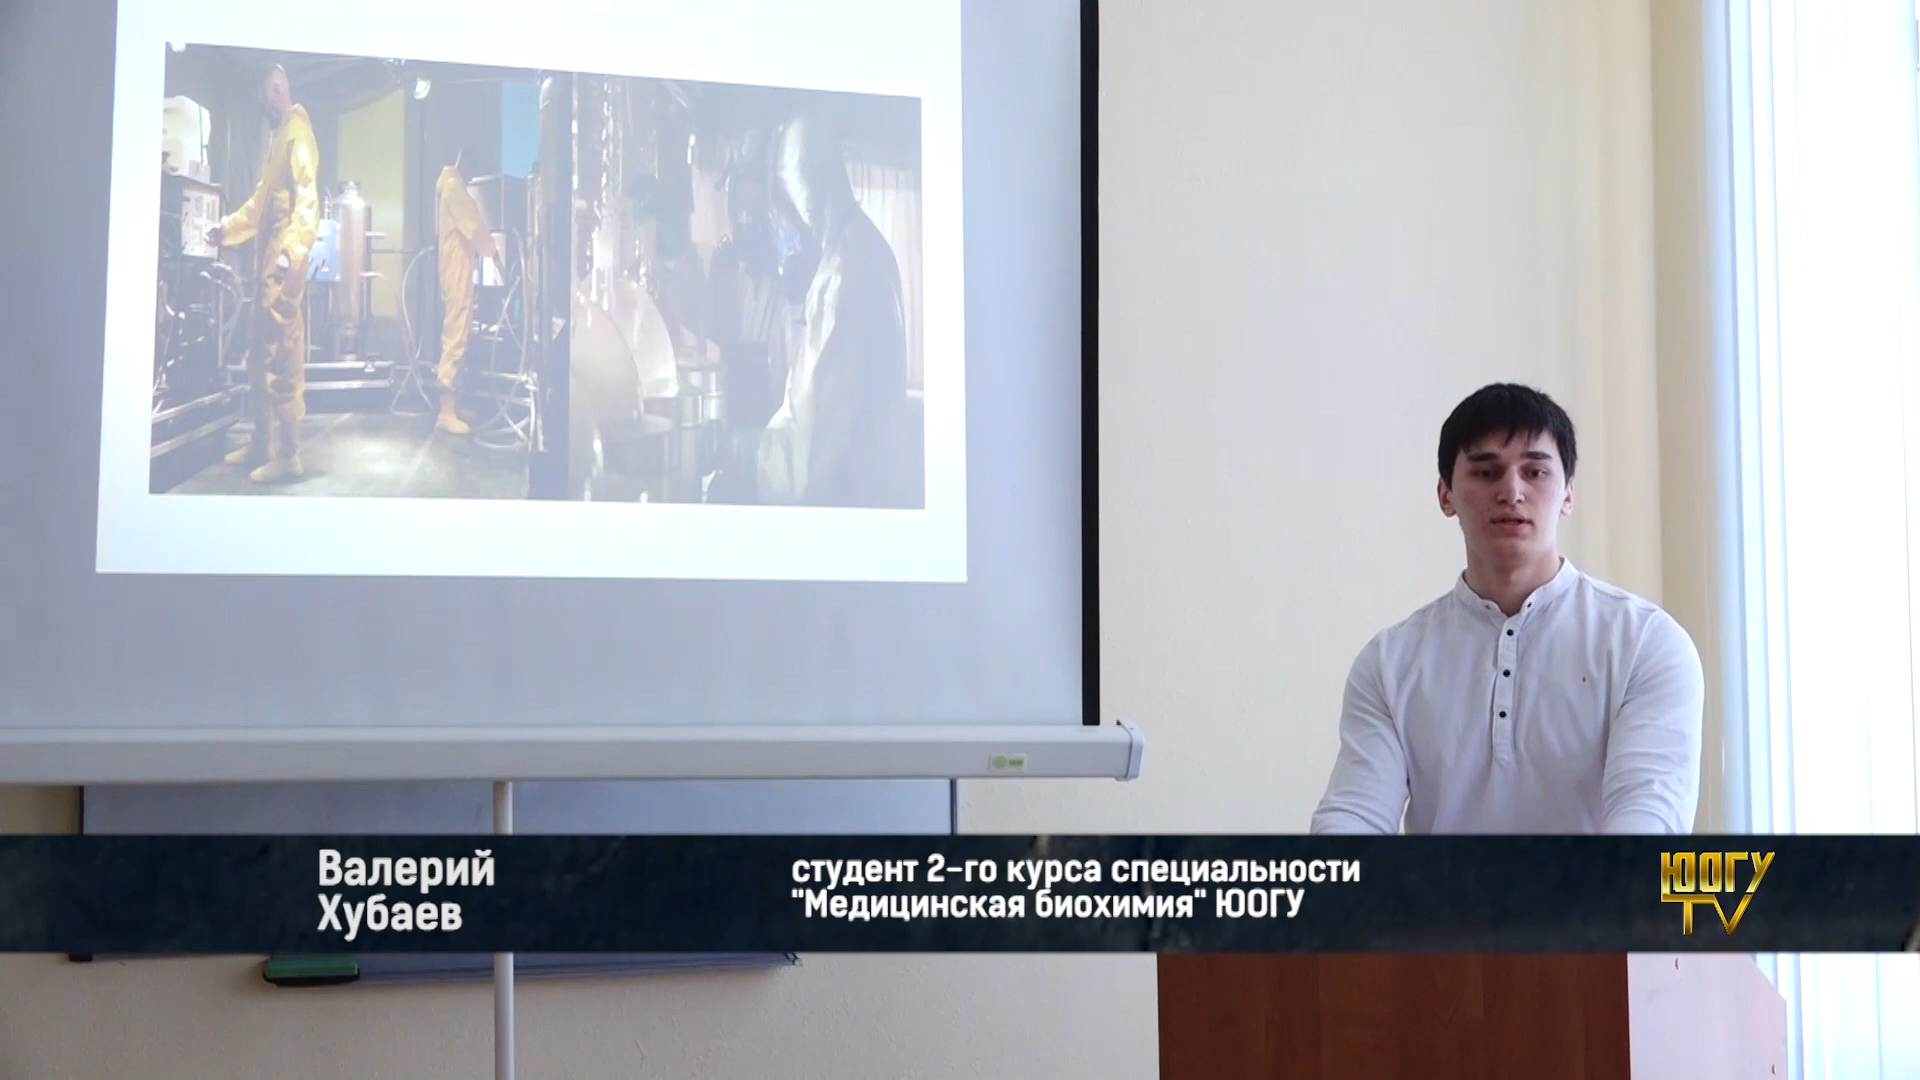 Валерий
Хубаев
студент 2-го курса специальности
"Медицинская биохимия" ЮОГУ
ЮОГУ
TV